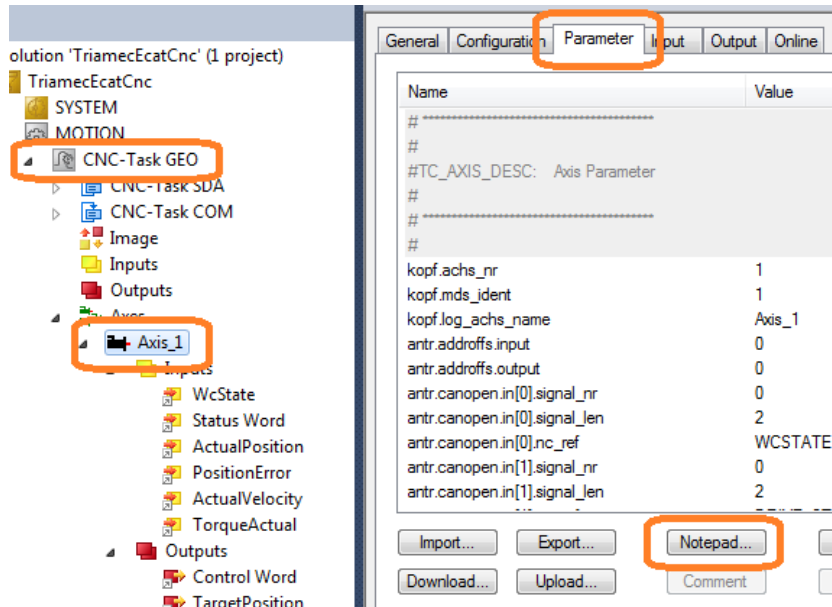 olution 'TriamecEcatCnc' (1 project)
TriamecEcatCnc
SYSTEM
MOTION
CNC-Task GEO
CNC-Task SDA
CNC-Task COM
Image
Inputs
Outputs
Axes
Axis_1
Inputs
WcState
Status Word
ActualPosition
PositionError
ActualVelocity
TorqueActual
Outputs
Control Word
TargetPosition
General Configuration Parameter Input Output Online
Name Value
# *****************************************
#
#TC_AXIS_DESC: Axis Parameter
#
# *****************************************
#
kopf.achs_nr 1
kopf.mds_ident 1
kopf.log_achs_name Axis_1
antr.addroffs.input 0
antr.addroffs.output 0
antr.canopen.in[0].signal_nr 0
antr.canopen.in[0].signal_len 2
antr.canopen.in[0].nc_ref WCSTATE
antr.canopen.in[1].signal_nr 0
antr.canopen.in[1].signal_len 2
Import... Export... Notepad...
Download... Upload... Comment